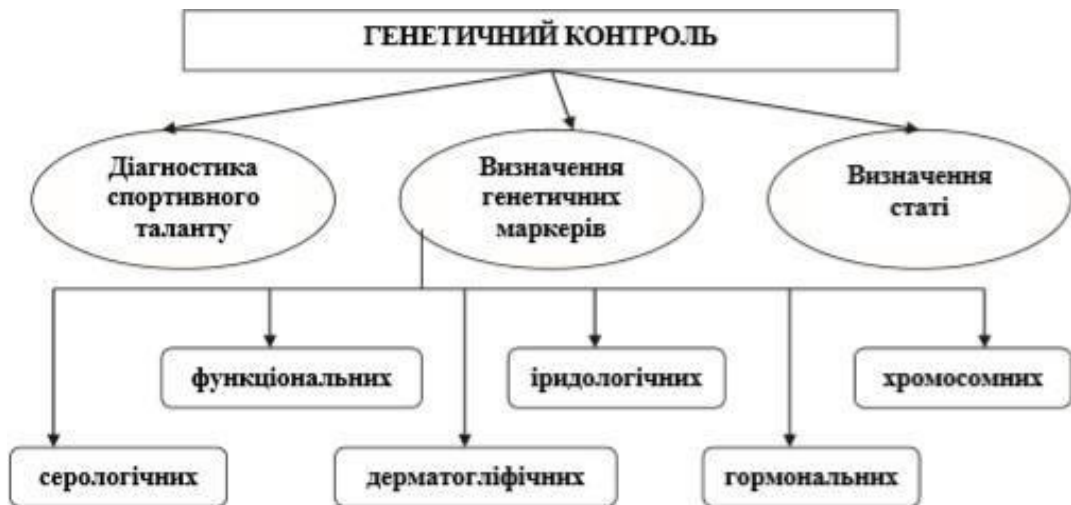 ГЕНЕТИЧНИЙ КОНТРОЛЬ
Діагностика
спортивного
таланту
Визначення
генетичних
маркерів
Визначення
статі
функціональних
іридологічних
хромосомних
серологічних
дерматогліфічних
гормональних